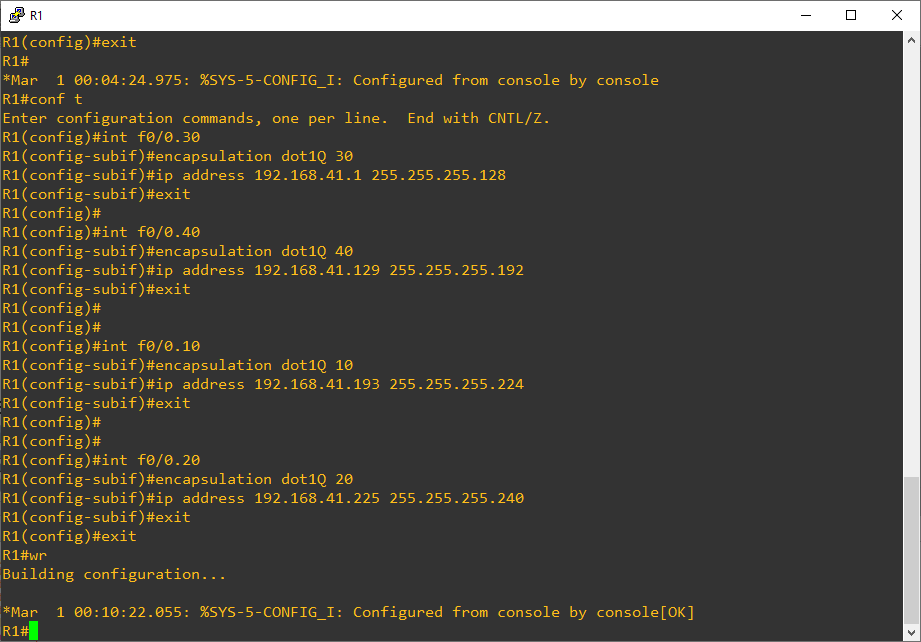 R1
R1(config)#exit
R1#
*Mar  1 00:04:24.975: %SYS-5-CONFIG_I: Configured from console by console
R1#conf t
Enter configuration commands, one per line.  End with CNTL/Z.
R1(config)#int f0/0.30
R1(config-subif)#encapsulation dot1Q 30
R1(config-subif)#ip address 192.168.41.1 255.255.255.128
R1(config-subif)#exit
R1(config)#
R1(config)#int f0/0.40
R1(config-subif)#encapsulation dot1Q 40
R1(config-subif)#ip address 192.168.41.129 255.255.255.192
R1(config-subif)#exit
R1(config)#
R1(config)#
R1(config)#int f0/0.10
R1(config-subif)#encapsulation dot1Q 10
R1(config-subif)#ip address 192.168.41.193 255.255.255.224
R1(config-subif)#exit
R1(config)#
R1(config)#
R1(config)#int f0/0.20
R1(config-subif)#encapsulation dot1Q 20
R1(config-subif)#ip address 192.168.41.225 255.255.255.240
R1(config-subif)#exit
R1(config)#exit
R1#wr
Building configuration...
*Mar  1 00:10:22.055: %SYS-5-CONFIG_I: Configured from console by console[OK]
R1#